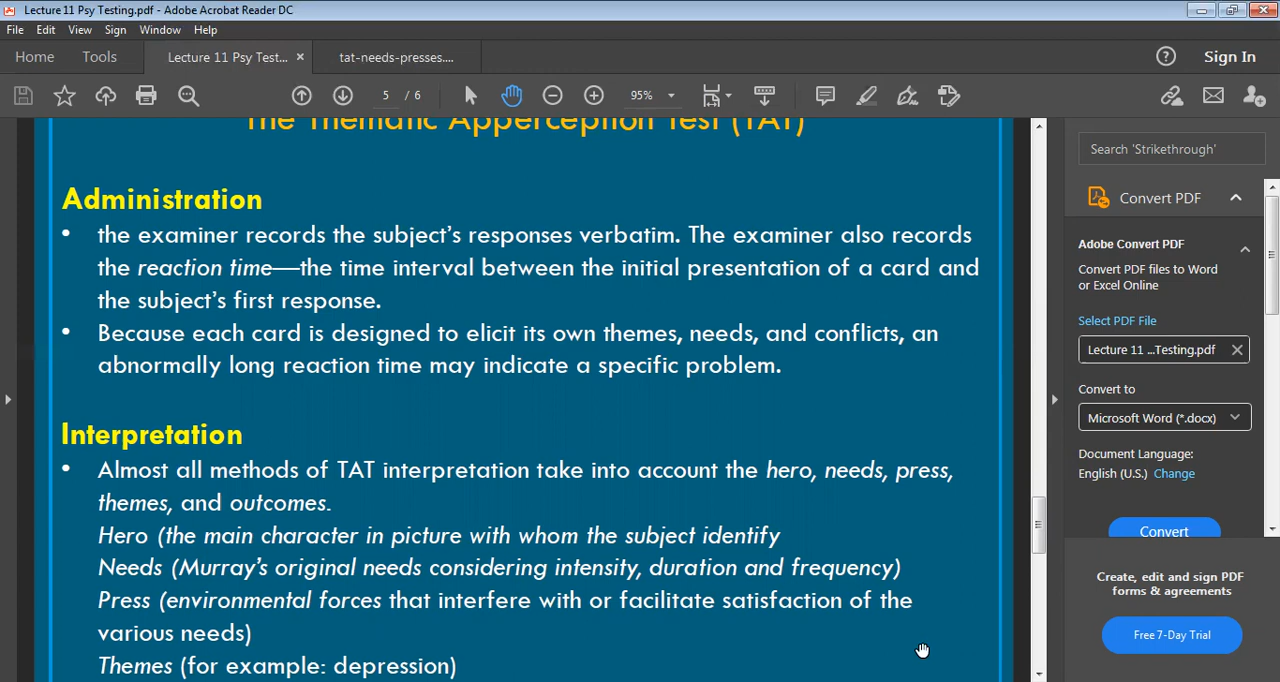 Lecture 11 Psy Testing.pdf - Adobe Acrobat Reader DC
File Edit View Sign Window Help
Home Tools Lecture 11 Psy Test... × tat-needs-presses.... Sign In
5 / 6 95%
The Thematic Apperception Test (TAT)
Administration
• the examiner records the subject's responses verbatim. The examiner also records
the reaction time—the time interval between the initial presentation of a card and
the subject's first response.
• Because each card is designed to elicit its own themes, needs, and conflicts, an
abnormally long reaction time may indicate a specific problem.
Interpretation
• Almost all methods of TAT interpretation take into account the hero, needs, press,
themes, and outcomes.
Hero (the main character in picture with whom the subject identify
Needs (Murray's original needs considering intensity, duration and frequency)
Press (environmental forces that interfere with or facilitate satisfaction of the
various needs)
Themes (for example: depression)
Search 'Strikethrough'
Convert PDF
Adobe Convert PDF
Convert PDF files to Word
or Excel Online
Select PDF File
Lecture 11 ...Testing.pdf
Convert to
Microsoft Word (*.docx)
Document Language:
English (U.S.) Change
Convert
Create, edit and sign PDF
forms & agreements
Free 7-Day Trial